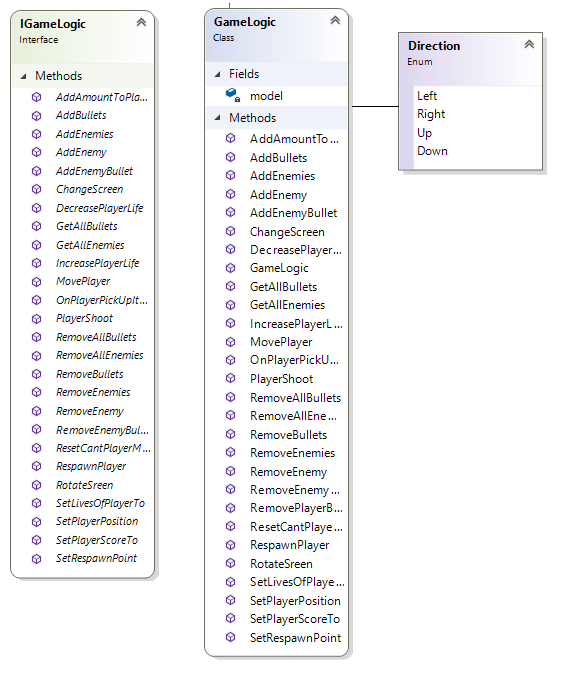 IGameLogic
Interface
Methods
AddAmountToPla...
AddBullets
AddEnemies
AddEnemy
AddEnemyBullet
ChangeScreen
DecreasePlayerLife
GetAllBullets
GetAllEnemies
IncreasePlayerLife
MovePlayer
OnPlayerPickUpIt...
PlayerShoot
RemoveAllBullets
RemoveAllEnemies
RemoveBullets
RemoveEnemies
RemoveEnemy
RemoveEnemyBul...
ResetCantPlayerM...
RespawnPlayer
RotateSreen
SetLivesOfPlayerTo
SetPlayerPosition
SetPlayerScoreTo
SetRespawnPoint
GameLogic
Class
Fields
model
Methods
AddAmountTo...
AddBullets
AddEnemies
AddEnemy
AddEnemyBullet
ChangeScreen
DecreasePlayer...
GameLogic
GetAllBullets
GetAllEnemies
IncreasePlayerL...
MovePlayer
OnPlayerPickU...
PlayerShoot
RemoveAllBullets
RemoveAllEne...
RemoveBullets
RemoveEnemies
RemoveEnemy
RemoveEnemy...
RemovePlayerB...
ResetCantPlaye...
RespawnPlayer
RotateSreen
SetLivesOfPlaye...
SetPlayerPosition
SetPlayerScoreTo
SetRespawnPoint
Direction
Enum
Left
Right
Up
Down